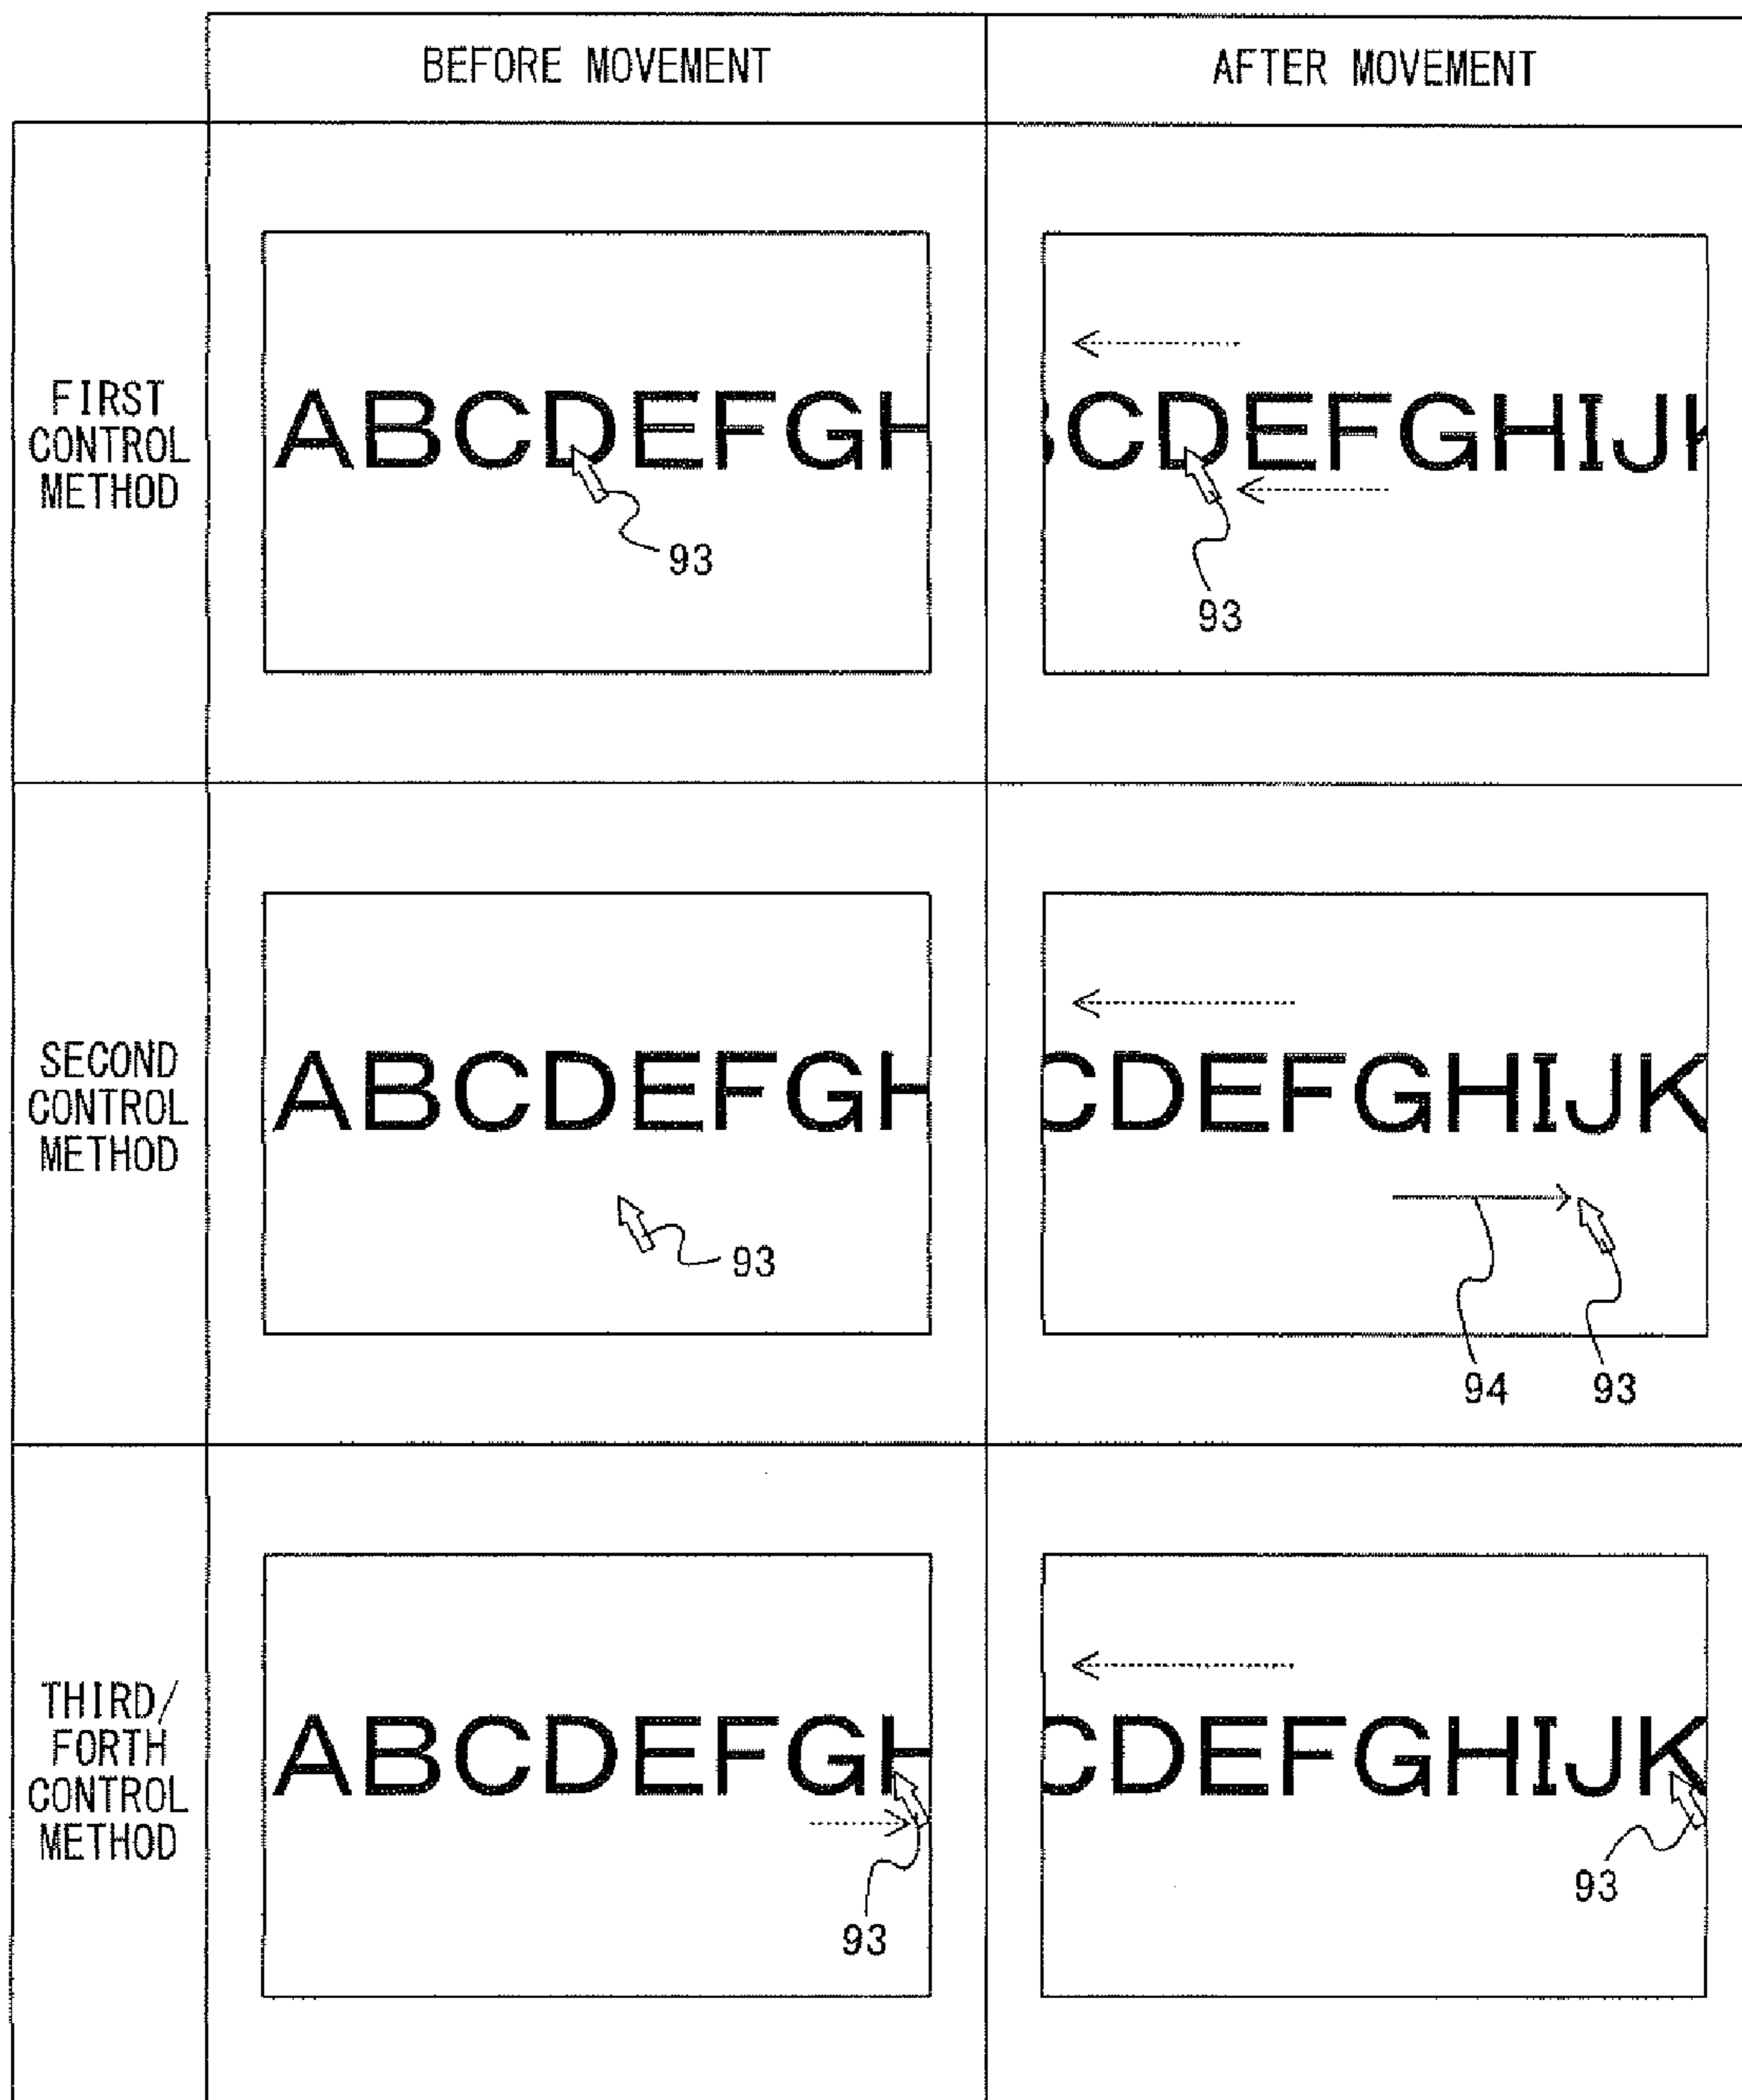 BEFORE MOVEMENT
AFTER MOVEMENT
FIRST
CONTROL
METHOD
ABCDEFGH
93
BCDEFGHIJK
93
SECOND
CONTROL
METHOD
ABCDEFGH
93
CDEFGHIJK
94
93
THIRD/
FORTH
CONTROL
METHOD
ABCDEFGH
93
CDEFGHIJK
93